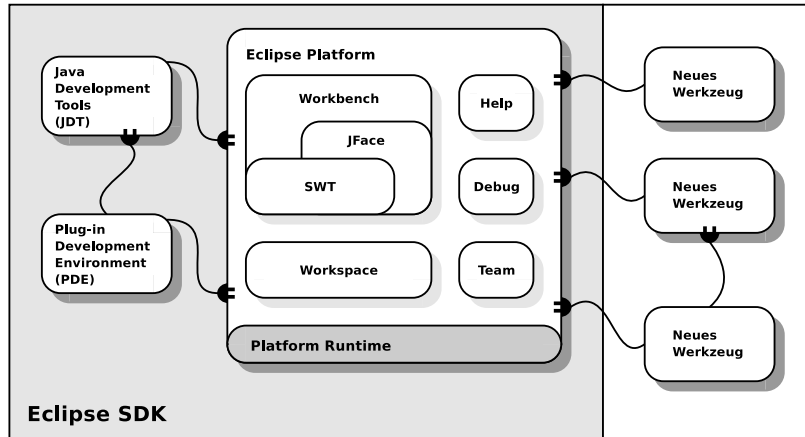 Java
Development
Tools
(JDT)
Plug-in
Development
Environment
(PDE)
Eclipse Platform
Workbench
JFace
SWT
Workspace
Help
Debug
Team
Platform Runtime
Neues
Werkzeug
Neues
Werkzeug
Neues
Werkzeug
Eclipse SDK